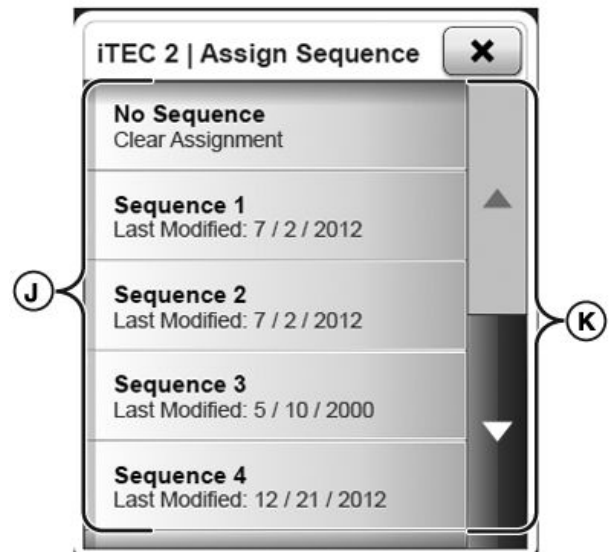 iTEC 2 | Assign Sequence
No Sequence
Clear Assignment
Sequence 1
Last Modified: 7 / 2 / 2012
Sequence 2
Last Modified: 7 / 2 / 2012
Sequence 3
Last Modified: 5 / 10 / 2000
Sequence 4
Last Modified: 12 / 21 / 2012
J
K